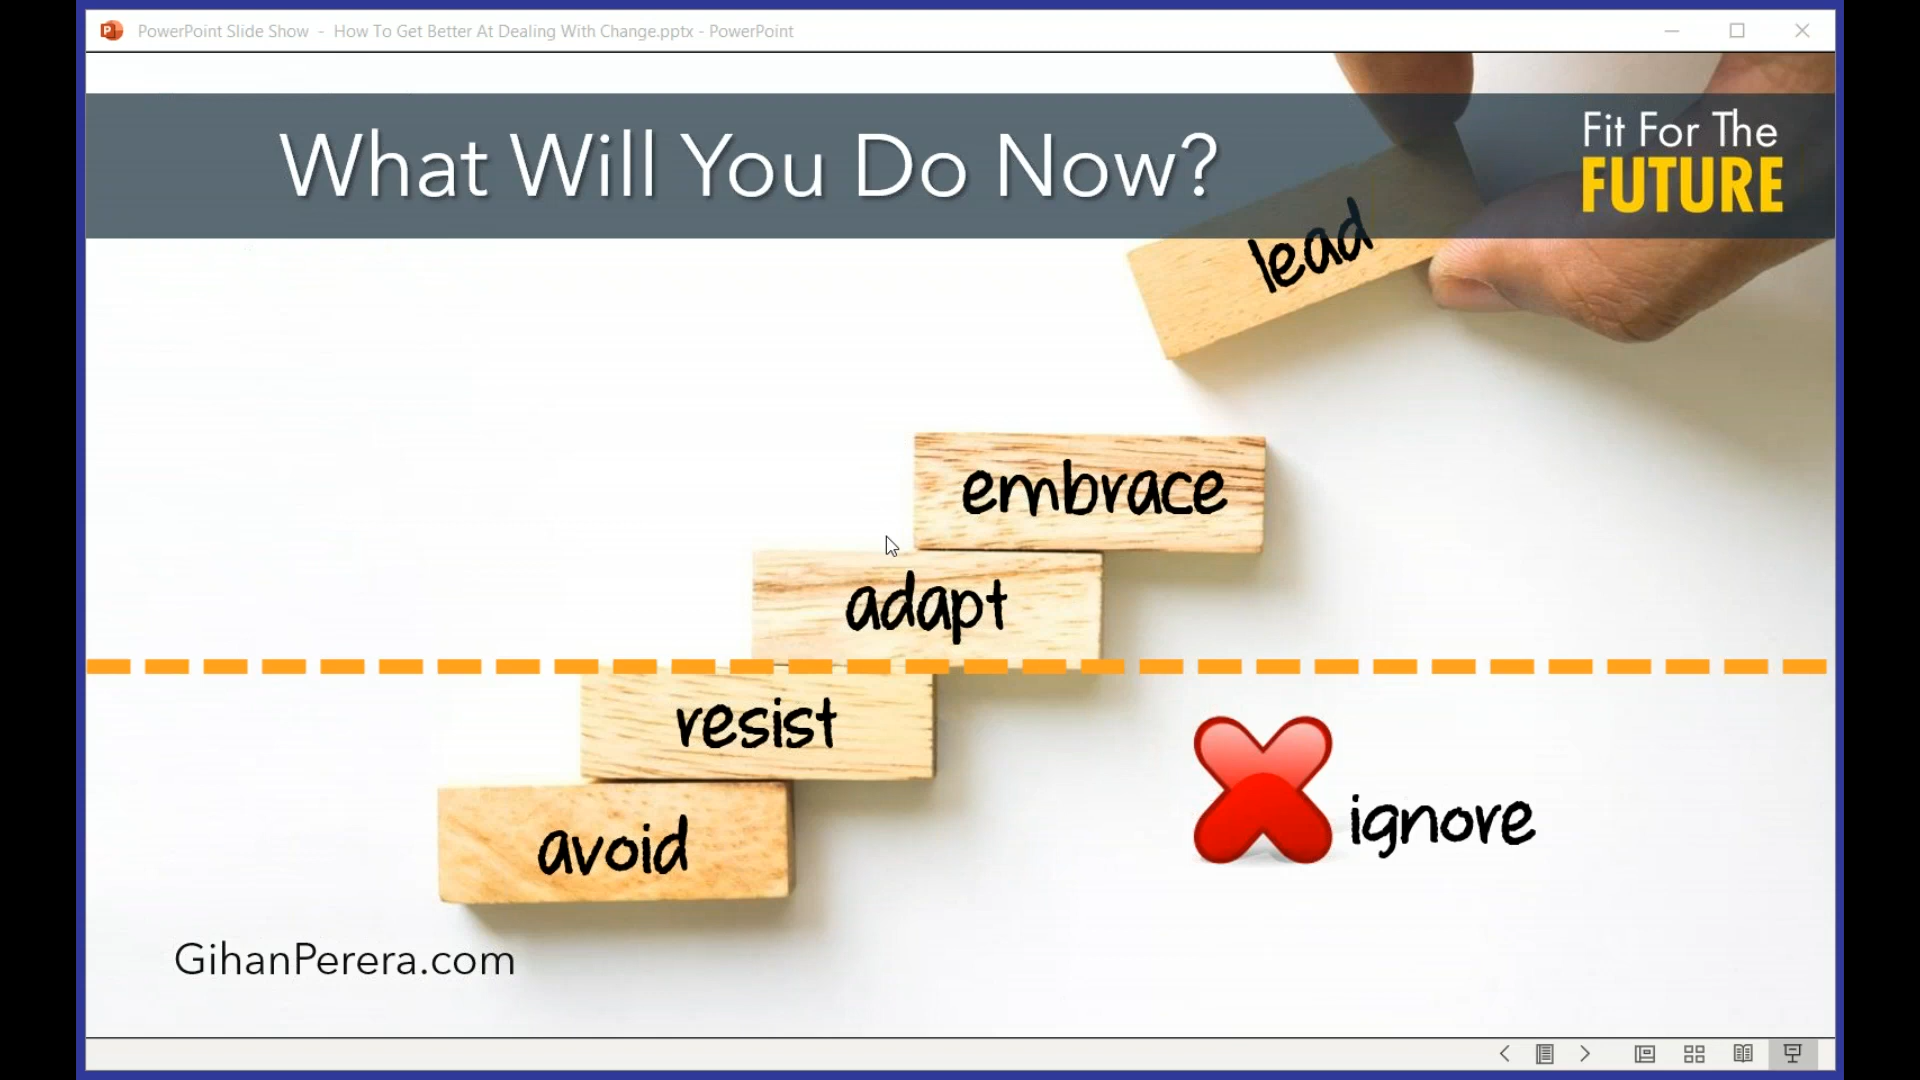 PowerPoint Slide Show - How To Get Better At Dealing With Change.pptx - PowerPoint
What Will You Do Now?
Fit For The
FUTURE
lead
embrace
adapt
resist
avoid
ignore
GihanPerera.com